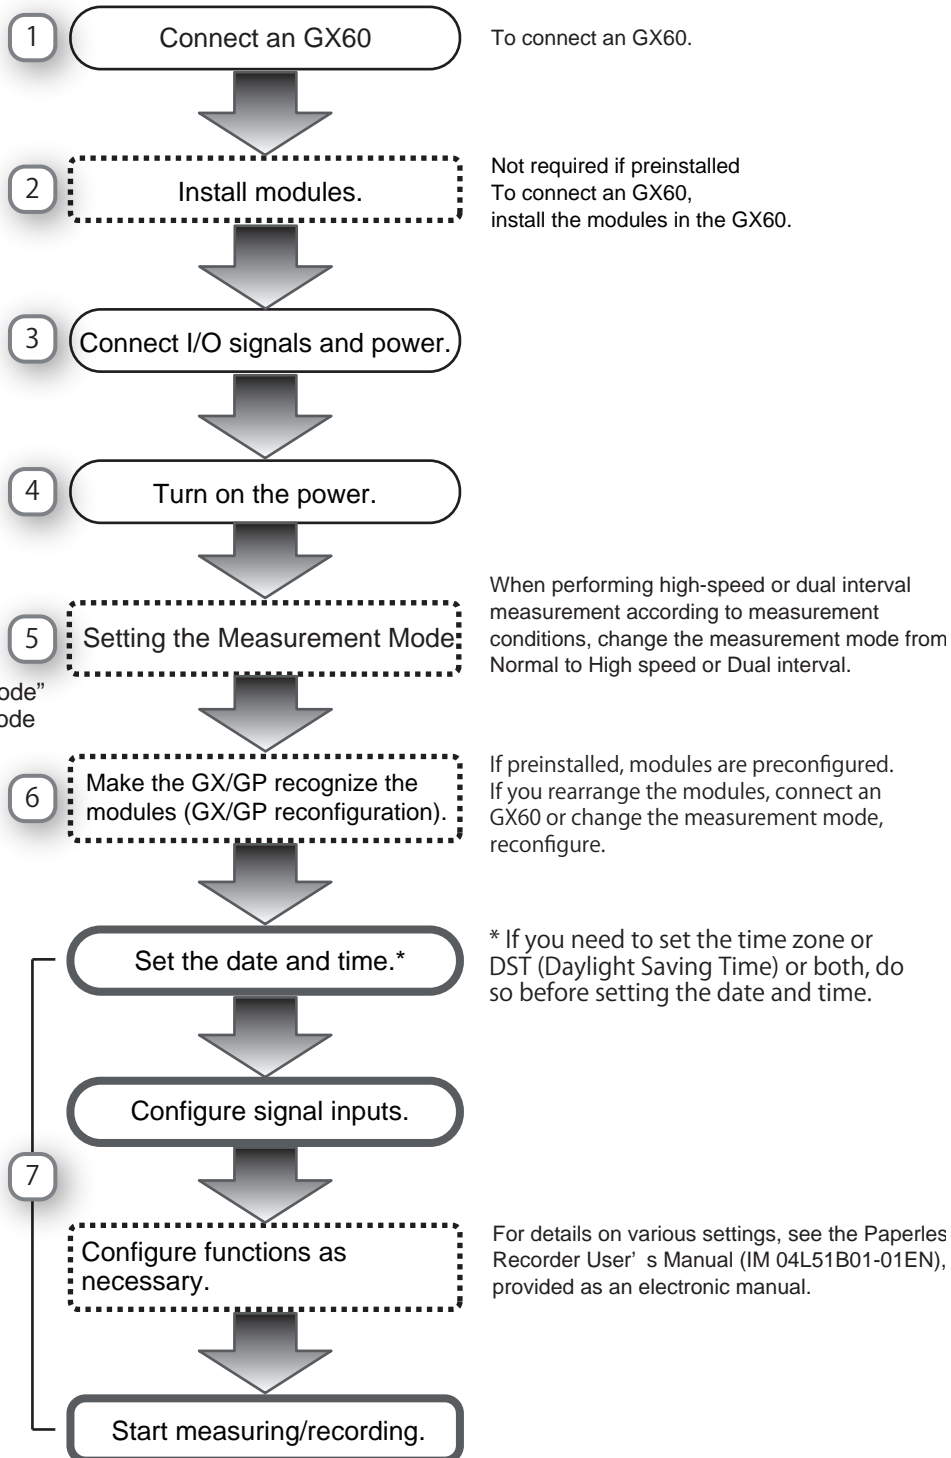 1
Connect an GX60
To connect an GX60.
2
Install modules.
Not required if preinstalled
To connect an GX60,
install the modules in the GX60.
3
Connect I/O signals and power.
4
Turn on the power.
5
Setting the Measurement Mode
When performing high-speed or dual interval
measurement according to measurement
conditions, change the measurement mode from
Normal to High speed or Dual interval.
ode”
ode
6
Make the GX/GP recognize the
modules (GX/GP reconfiguration).
If preinstalled, modules are preconfigured.
If you rearrange the modules, connect an
GX60 or change the measurement mode,
reconfigure.
Set the date and time.*
* If you need to set the time zone or
DST (Daylight Saving Time) or both, do
so before setting the date and time.
Configure signal inputs.
7
Configure functions as
necessary.
For details on various settings, see the Paperles
Recorder User’ s Manual (IM 04L51B01-01EN),
provided as an electronic manual.
Start measuring/recording.